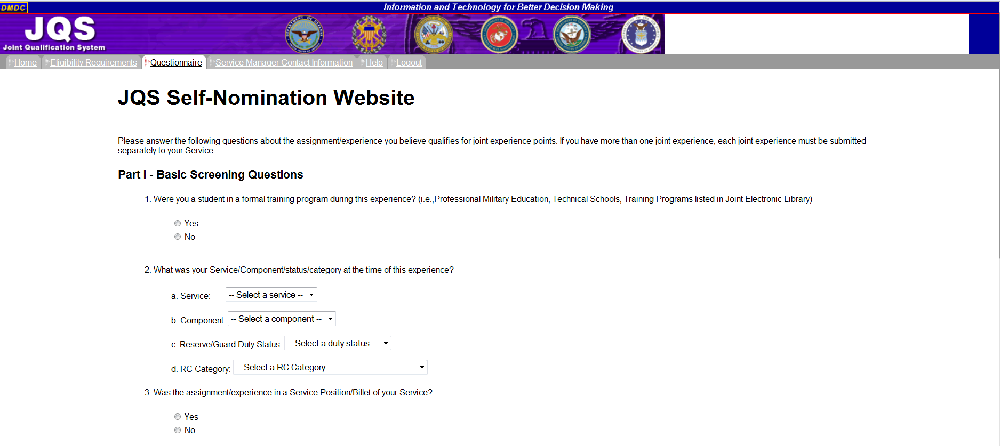 DMDC
Information and Technology for Better Decision Making
JQS
Joint Qualification System
Home Eligibility Requirements Questionnaire Service Manager Contact Information Help Logout
JQS Self-Nomination Website
Please answer the following questions about the assignment/experience you believe qualifies for joint experience points. If you have more than one joint experience, each joint experience must be submitted
separately to your Service.
Part I - Basic Screening Questions
1. Were you a student in a formal training program during this experience? (i.e.,Professional Military Education, Technical Schools, Training Programs listed in Joint Electronic Library)
Yes
No
2. What was your Service/Component/status/category at the time of this experience?
a. Service: -- Select a service --
b. Component: -- Select a component --
c. Reserve/Guard Duty Status: -- Select a duty status --
d. RC Category: -- Select a RC Category --
3. Was the assignment/experience in a Service Position/Billet of your Service?
Yes
No